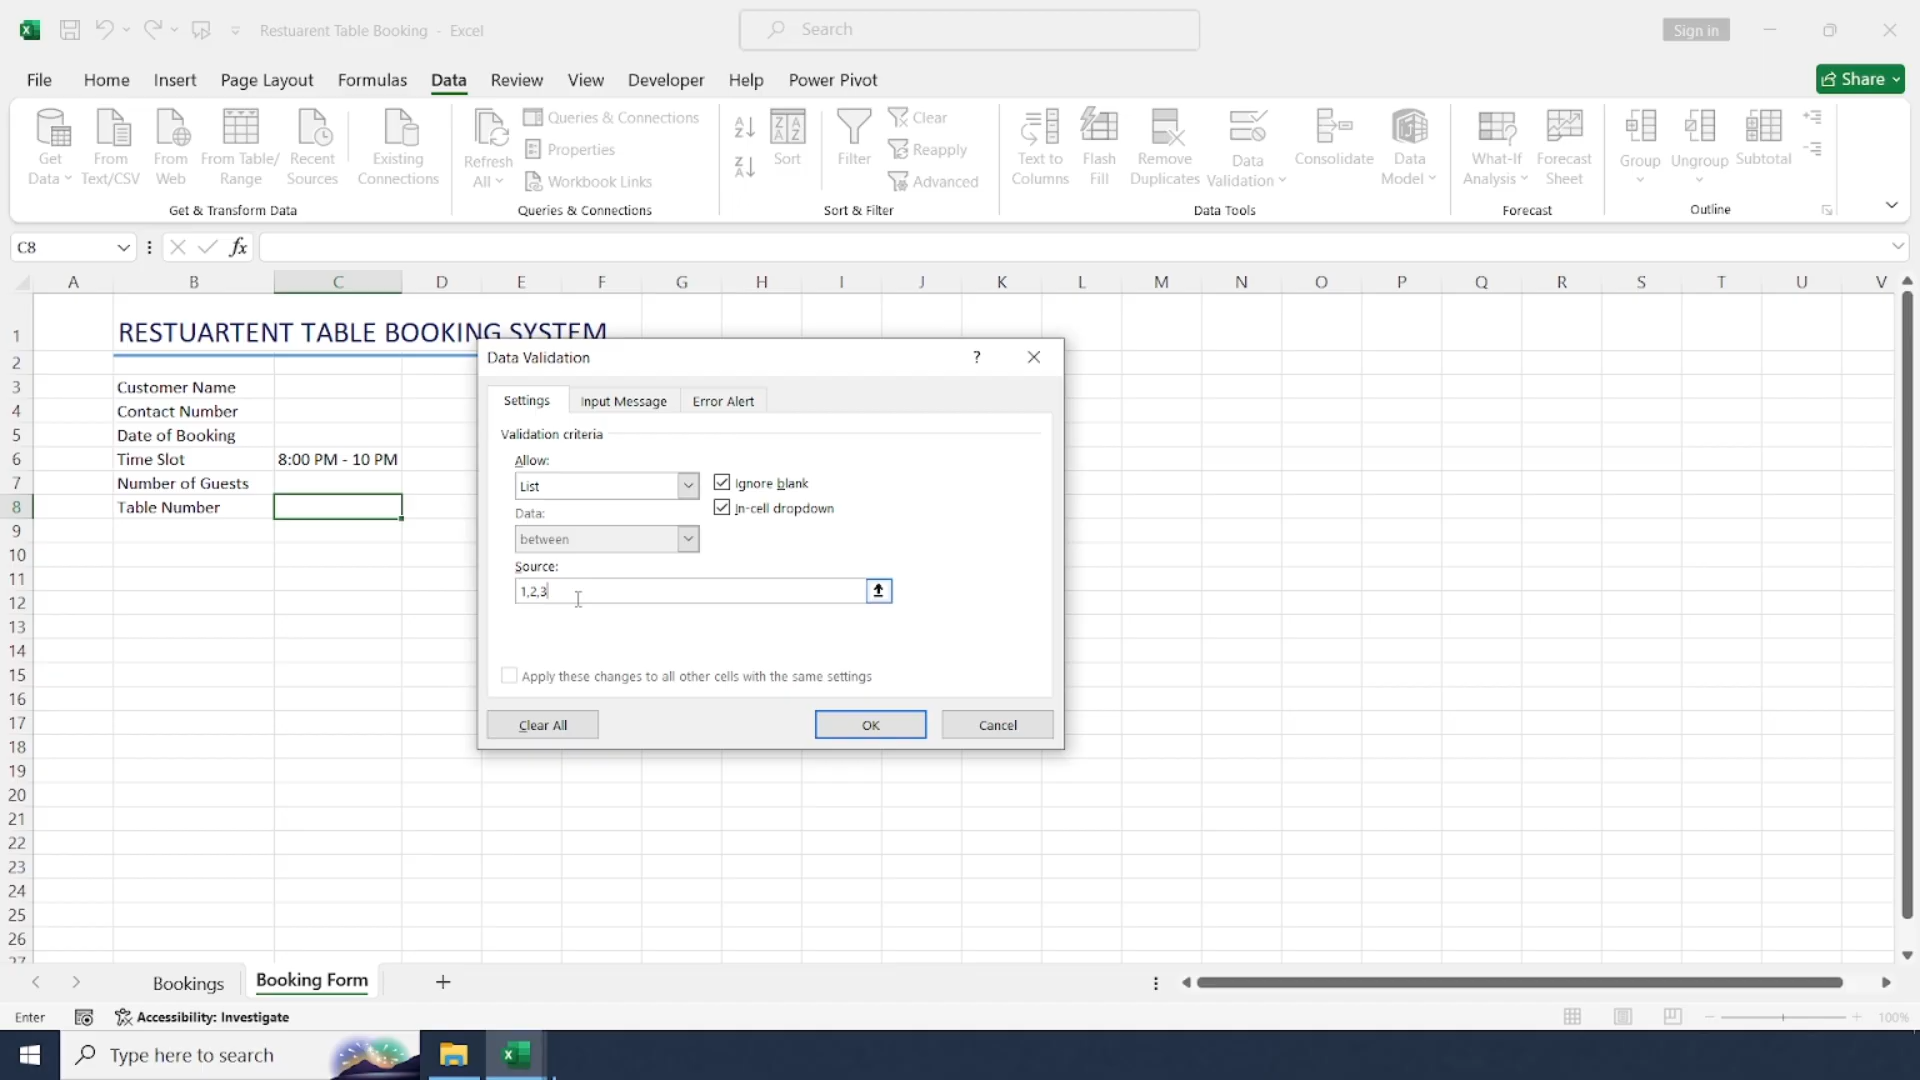 Restuarent Table Booking - Excel
Search
Sign in
File Home Insert Page Layout Formulas Data Review View Developer Help Power Pivot
Share
Get Data
From Text/CSV
From Web
From Table/ Range
Recent Sources
Existing Connections
Get & Transform Data
Refresh All
Queries & Connections
Properties
Workbook Links
Queries & Connections
Sort
Filter
Clear
Reapply
Advanced
Sort & Filter
Text to Columns
Flash Fill
Remove Duplicates
Data Validation
Consolidate
Data Model
Data Tools
What-If Analysis
Forecast Sheet
Forecast
Group
Ungroup
Subtotal
Outline
C8
fx
A B C D E F G H I J K L M N O P Q R S T U V
1 RESTUARTENT TABLE BOOKING SYSTEM
2
3 Customer Name
4 Contact Number
5 Date of Booking
6 Time Slot 8:00 PM - 10 PM
7 Number of Guests
8 Table Number
9
10
11
12
13
14
15
16
17
18
19
20
21
22
23
24
25
26
27
Data Validation
?
Settings Input Message Error Alert
Validation criteria
Allow:
List
Ignore blank
Data:
In-cell dropdown
between
Source:
1,2,3
Apply these changes to all other cells with the same settings
Clear All OK Cancel
Bookings Booking Form
Enter
Accessibility: Investigate
100%
Type here to search